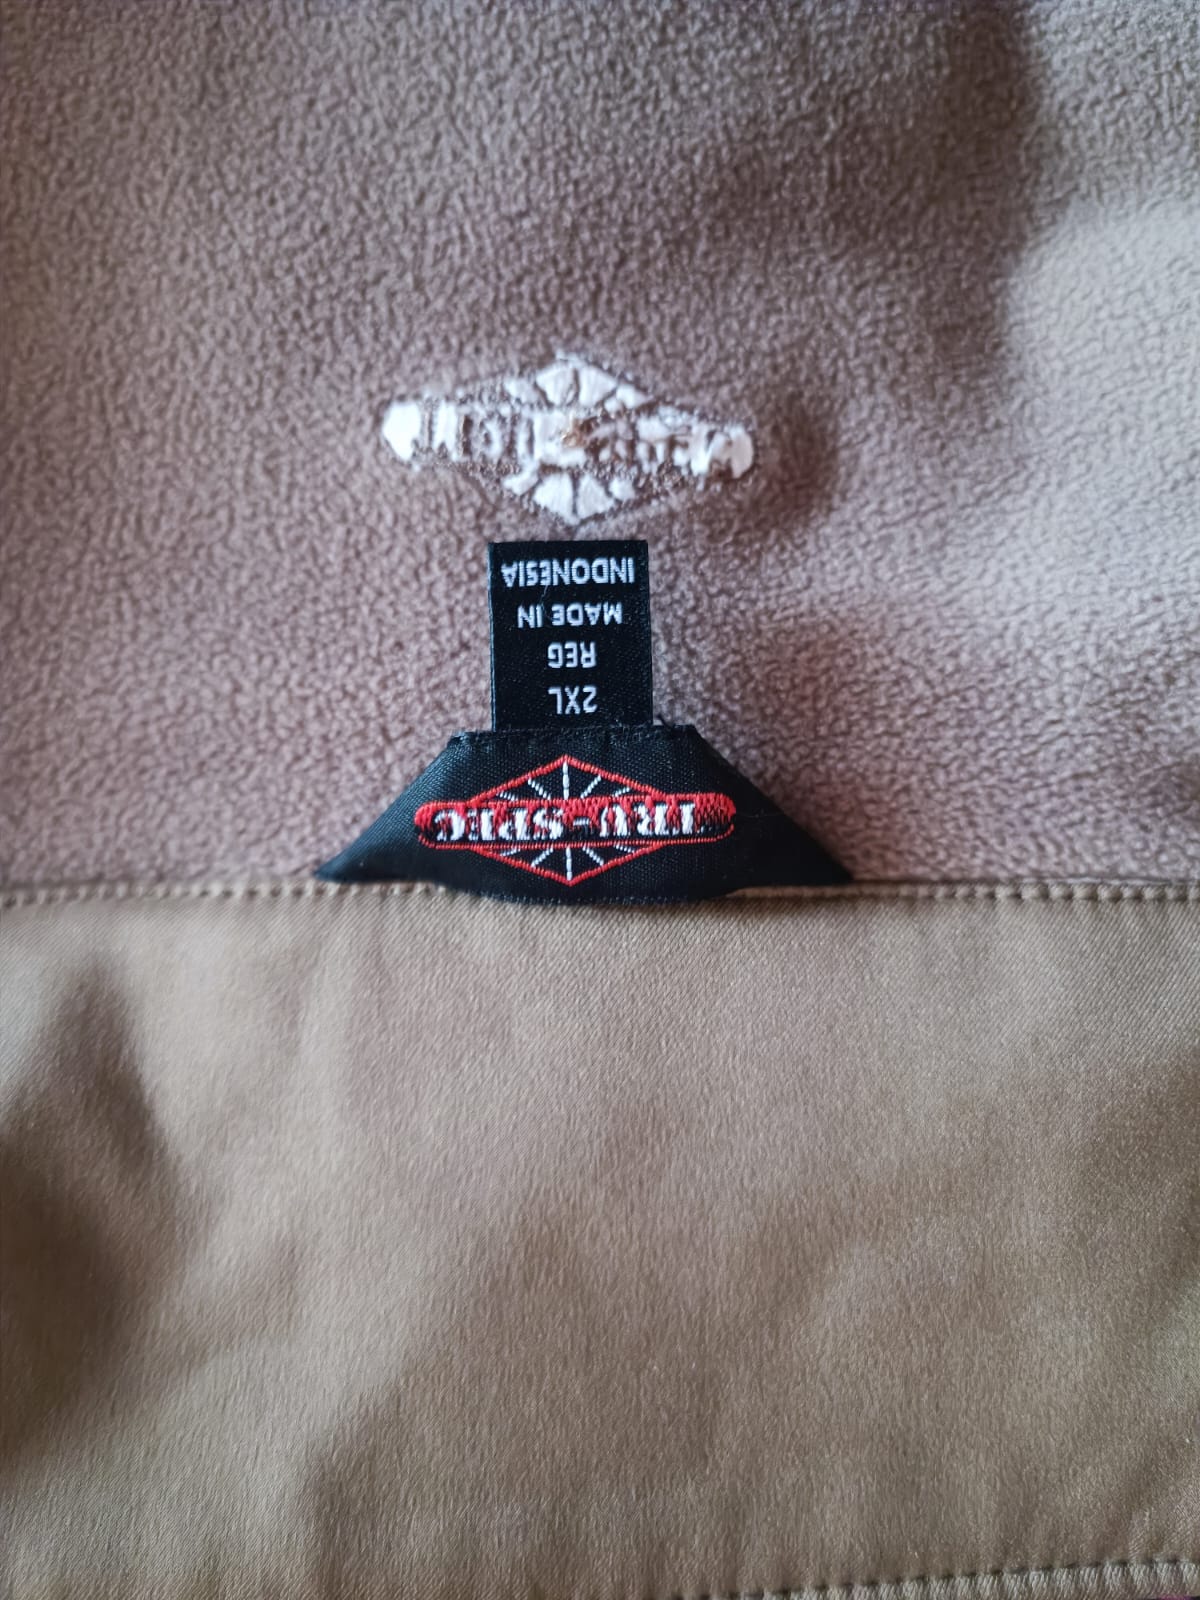 TRU-SPEC
2XL
REG
MADE IN
INDONESIA